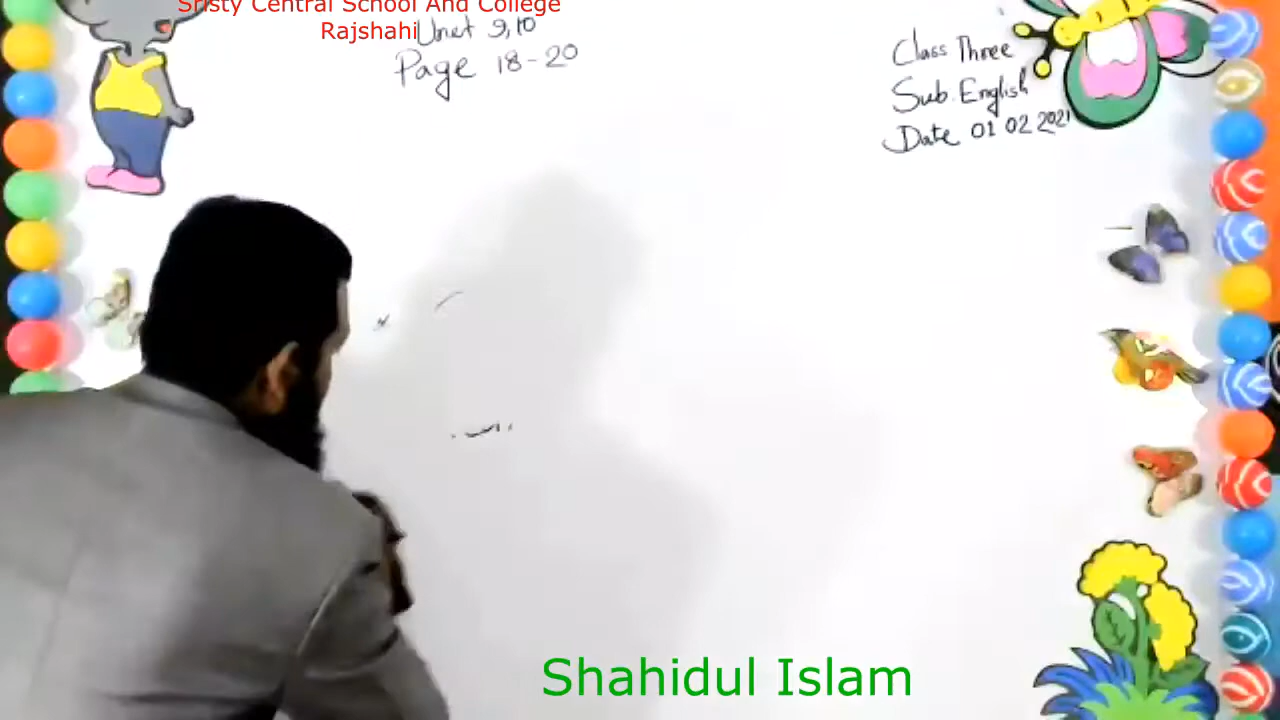 Sristy Central School And College
Rajshahi
Unet 9,10
Page 18-20
Class Three
Sub. English
Date 01 02 2021
Shahidul Islam